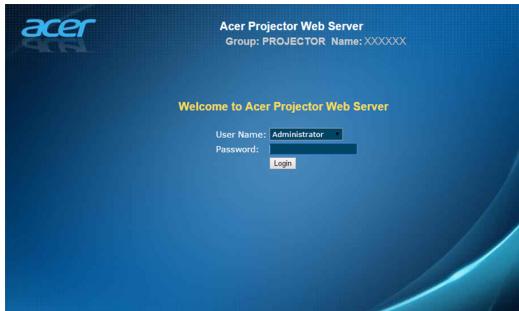 acer
Acer Projector Web Server
Group: PROJECTOR Name: XXXXXX
Welcome to Acer Projector Web Server
User Name: Administrator
Password:
Login